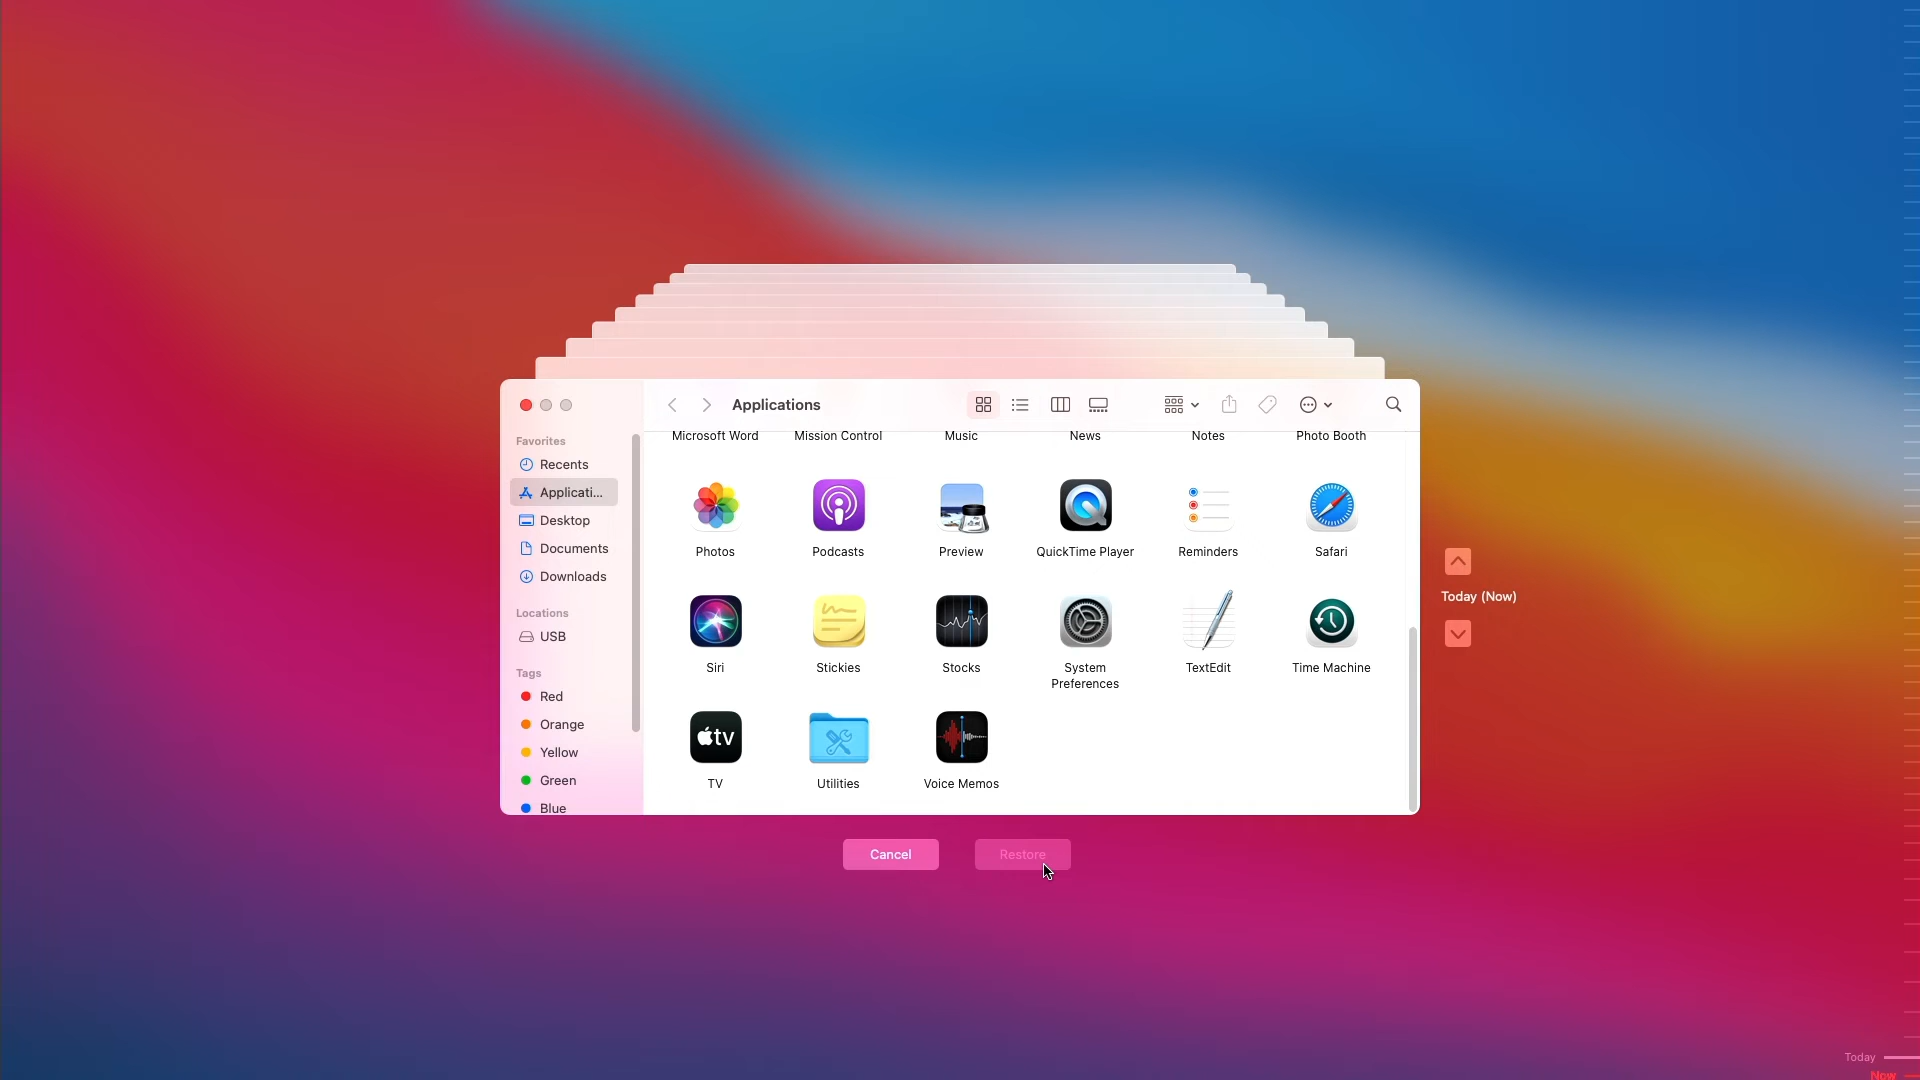 Applications
Favorites
Recents
Applicati...
Desktop
Documents
Downloads
Locations
USB
Tags
Red
Orange
Yellow
Green
Blue
Microsoft Word Mission Control Music News Notes Photo Booth
Photos Podcasts Preview QuickTime Player Reminders Safari
Siri Stickies Stocks System Preferences TextEdit Time Machine
tv
TV Utilities Voice Memos
Today (Now)
Cancel Restore
Today
Now